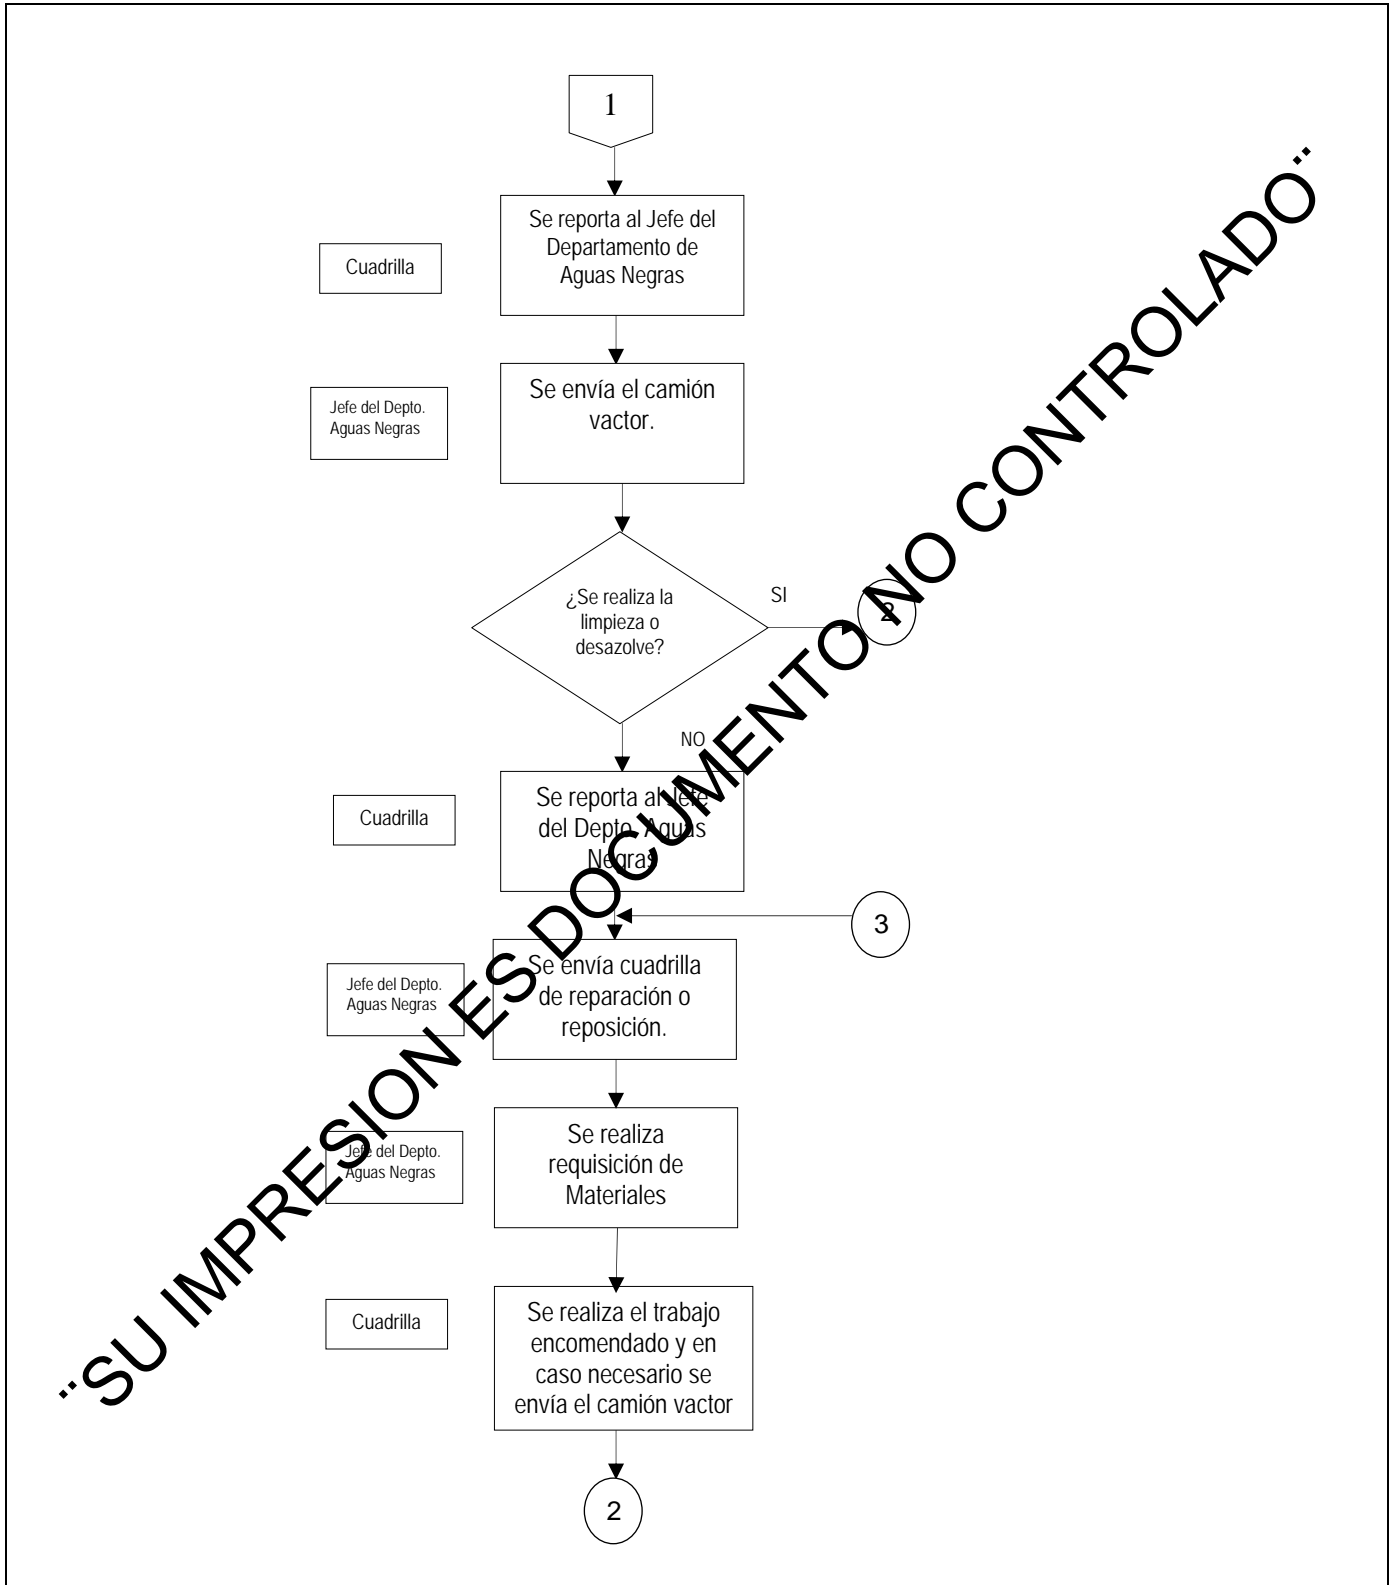 1
Se reporta al Jefe del
Departamento de
Aguas Negras
Cuadrilla
Se envía el camión
vactor.
Jefe del Depto.
Aguas Negras
¿Se realiza la
limpieza o
desazolve?
SI
2
NO
Se reporta al Jefe
del Depto. Aguas
Negras
Cuadrilla
3
Se envía cuadrilla
de reparación o
reposición.
Jefe del Depto.
Aguas Negras
Se realiza
requisición de
Materiales
Jefe del Depto.
Aguas Negras
Se realiza el trabajo
encomendado y en
caso necesario se
envía el camión vactor
Cuadrilla
2
¨SU IMPRESION ES DOCUMENTO NO CONTROLADO¨